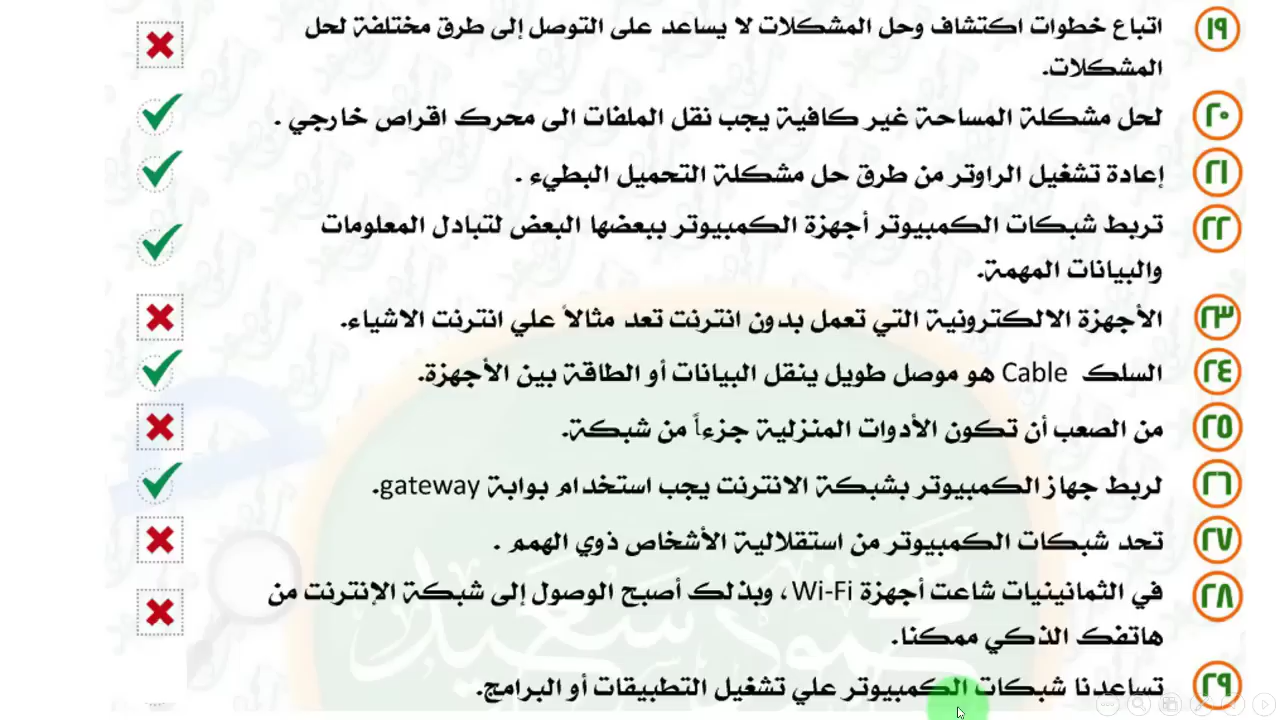 ١٩ اتباع خطوات اكتشاف وحل المشكلات لا يساعد على التوصل إلى طرق مختلفة لحل
المشكلات.
٢٠ لحل مشكلة المساحة غير كافية يجب نقل الملفات الى محرك اقراص خارجي .
٢١ إعادة تشغيل الراوتر من طرق حل مشكلة التحميل البطيء .
٢٢ تربط شبكات الكمبيوتر أجهزة الكمبيوتر ببعضها البعض لتبادل المعلومات
والبيانات المهمة.
٢٣ الأجهزة الالكترونية التي تعمل بدون انترنت تعد مثالاً علي انترنت الاشياء.
٢٤ السلك Cable هو موصل طويل ينقل البيانات أو الطاقة بين الأجهزة.
٢٥ من الصعب أن تكون الأدوات المنزلية جزءاً من شبكة.
٢٦ لربط جهاز الكمبيوتر بشبكة الانترنت يجب استخدام بوابة gateway.
٢٧ تحد شبكات الكمبيوتر من استقلالية الأشخاص ذوي الهمم .
٢٨ في الثمانينيات شاعت أجهزة Wi-Fi ، وبذلك أصبح الوصول إلى شبكة الإنترنت من
هاتفك الذكي ممكنا.
محمود سعيد
٢٩ تساعدنا شبكات الكمبيوتر علي تشغيل التطبيقات أو البرامج.